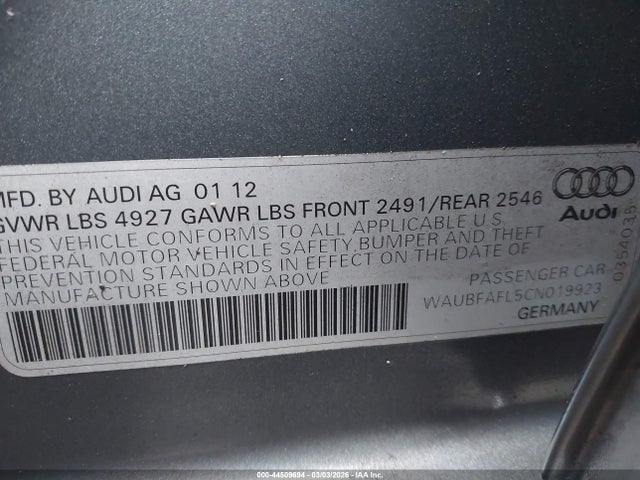 MFD. BY AUDI AG 01 12
GVWR LBS 4927 GAWR LBS FRONT 2491/REAR 2546
THIS VEHICLE CONFORMS TO ALL APPLICABLE U S
FEDERAL MOTOR VEHICLE SAFETY,BUMPER AND THEFT
PREVENTION STANDARDS IN EFFECT ON THE DATE OF
MANUFACTURE SHOWN ABOVE
Audi
0354035
PASSENGER CAR
WAUBFAFL5CN019923
GERMANY
000-44509694 - 03/03/2026 - IAA Inc.